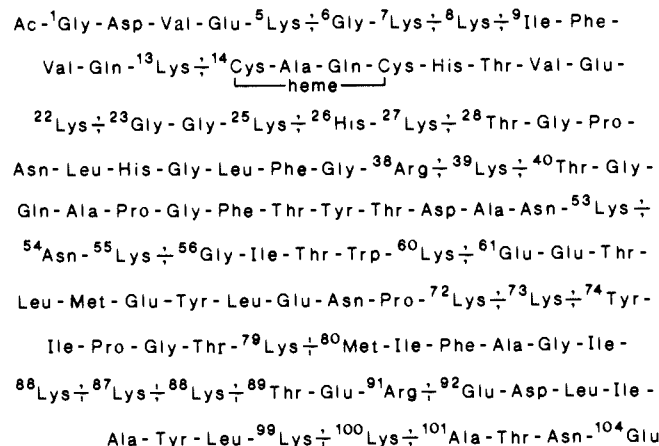 Ac-¹Gly-Asp-Val-Glu-⁵Lys÷⁶Gly-⁷Lys÷⁸Lys÷⁹Ile-Phe-
Val-Gln-¹³Lys÷¹⁴Cys-Ala-Gln-Cys-His-Thr-Val-Glu-
heme
²²Lys÷²³Gly-Gly-²⁵Lys÷²⁶His-²⁷Lys÷²⁸Thr-Gly-Pro-
Asn-Leu-His-Gly-Leu-Phe-Gly-³⁸Arg÷³⁹Lys÷⁴⁰Thr-Gly-
Gln-Ala-Pro-Gly-Phe-Thr-Tyr-Thr-Asp-Ala-Asn-⁵³Lys÷
⁵⁴Asn-⁵⁵Lys÷⁵⁶Gly-Ile-Thr-Trp-⁶⁰Lys÷⁶¹Glu-Glu-Thr-
Leu-Met-Glu-Tyr-Leu-Glu-Asn-Pro-⁷²Lys÷⁷³Lys÷⁷⁴Tyr-
Ile-Pro-Gly-Thr-⁷⁹Lys÷⁸⁰Met-Ile-Phe-Ala-Gly-Ile-
⁸⁸Lys÷⁸⁷Lys÷⁸⁸Lys÷⁸⁹Thr-Glu-⁹¹Arg÷⁹²Glu-Asp-Leu-Ile-
Ala-Tyr-Leu-⁹⁹Lys÷¹⁰⁰Lys÷¹⁰¹Ala-Thr-Asn-¹⁰⁴Glu